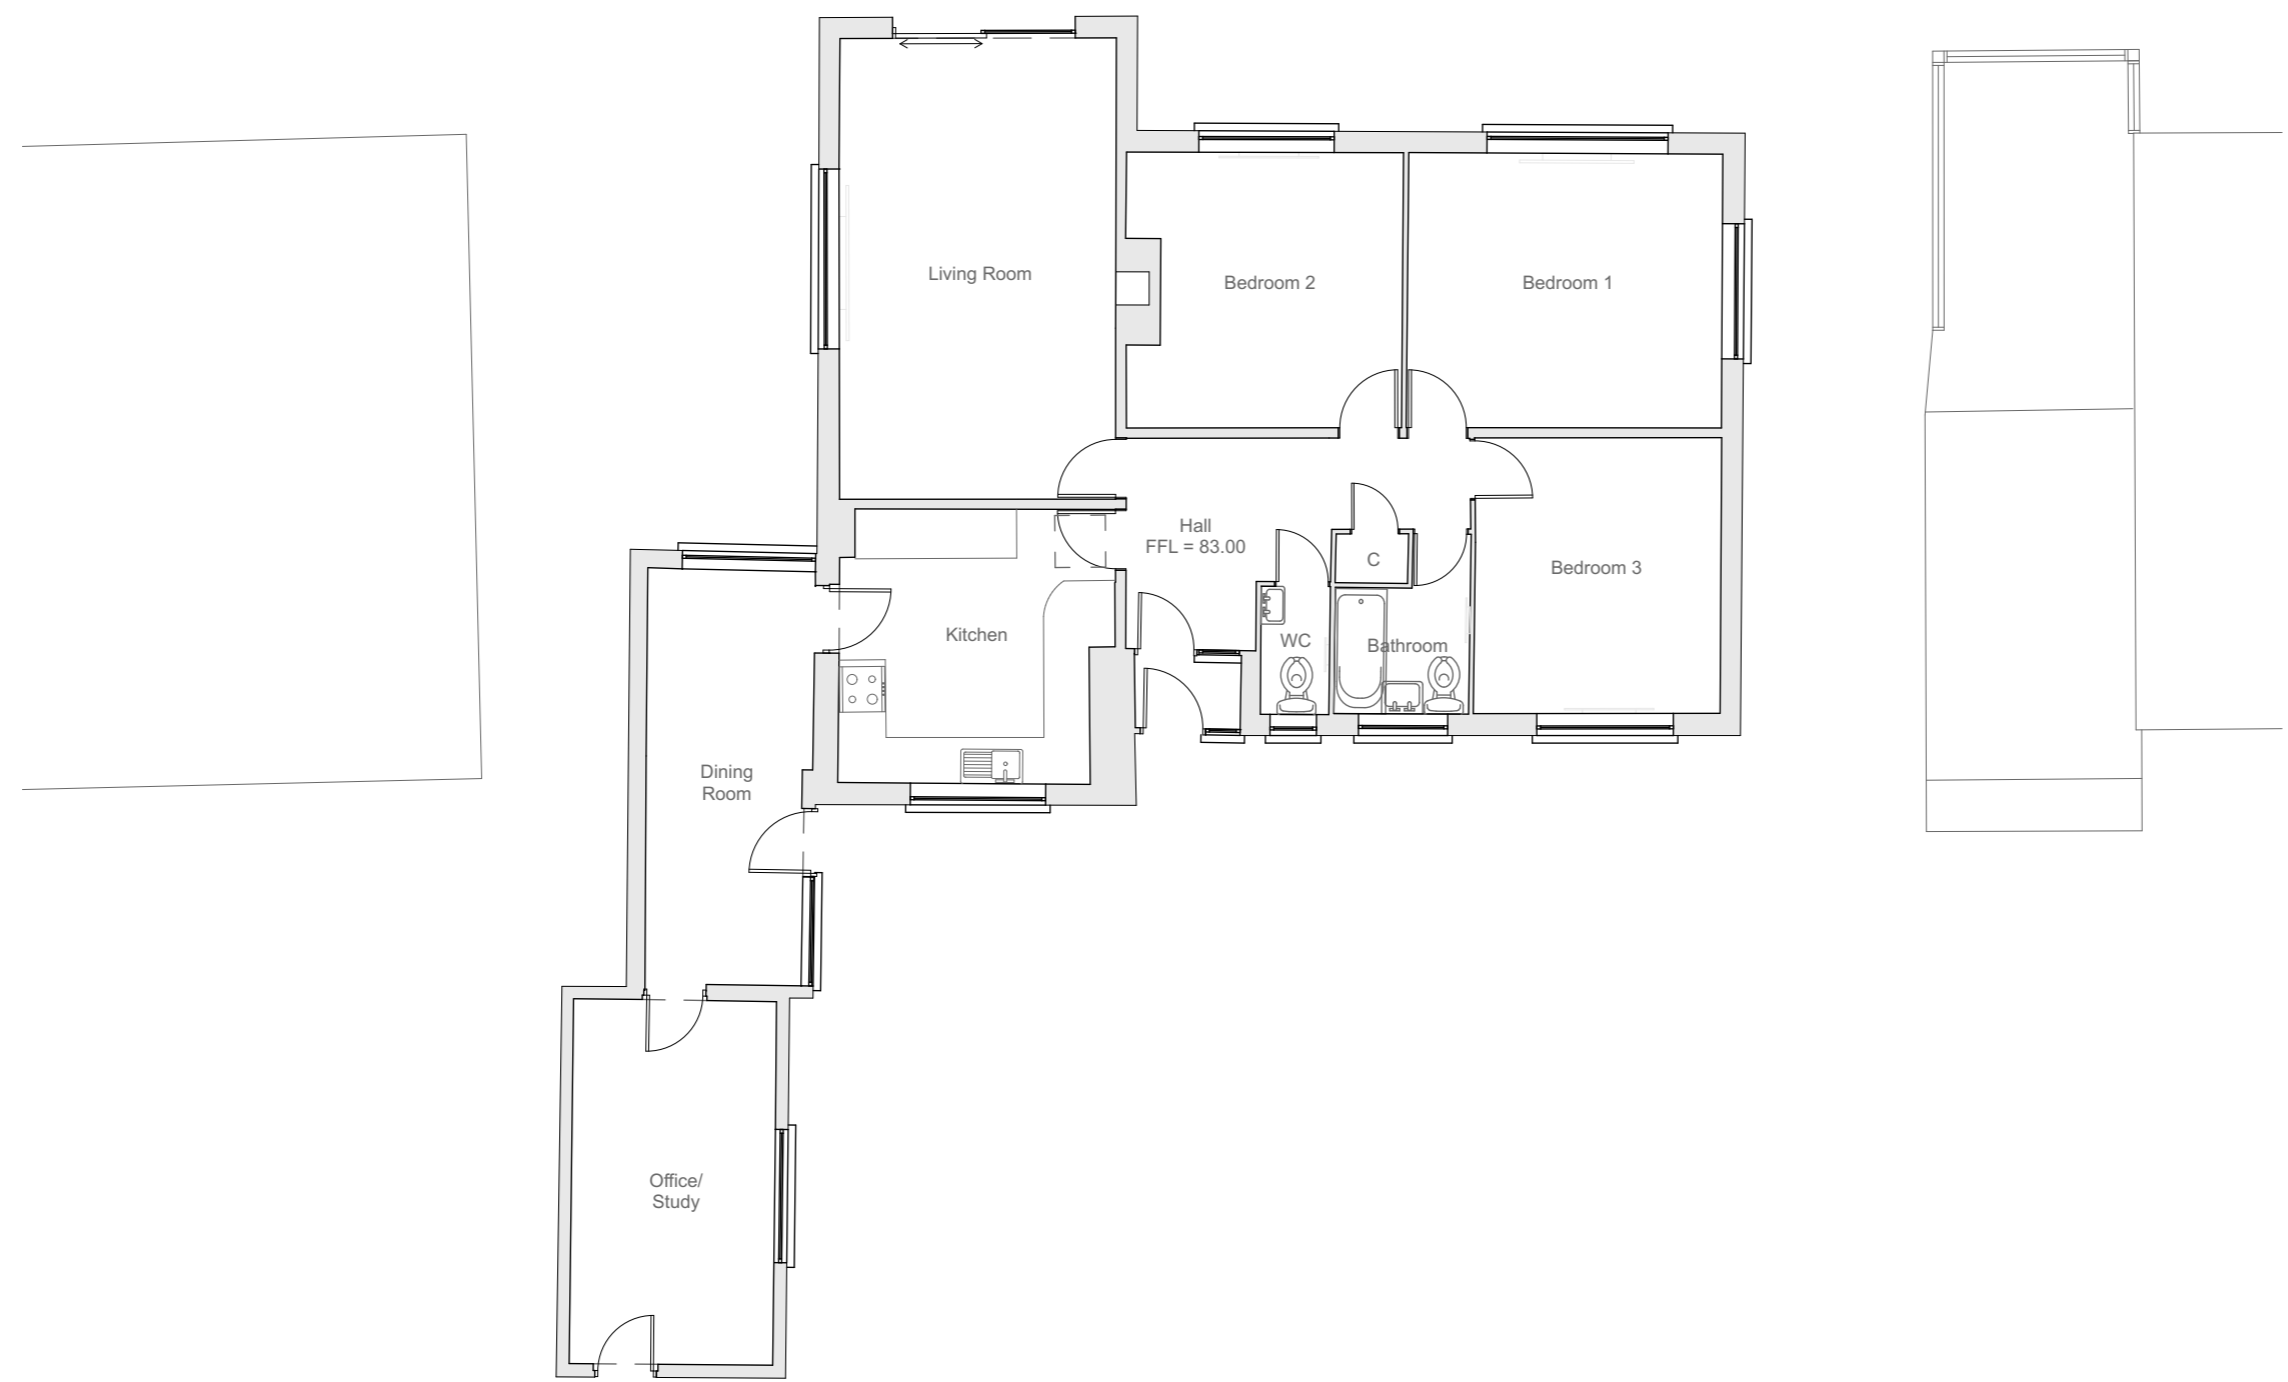 Living Room
Bedroom 2
Bedroom 1
Hall
FFL = 83.00
C
Bedroom 3
Kitchen
WC
Bathroom
Dining
Room
Office/
Study